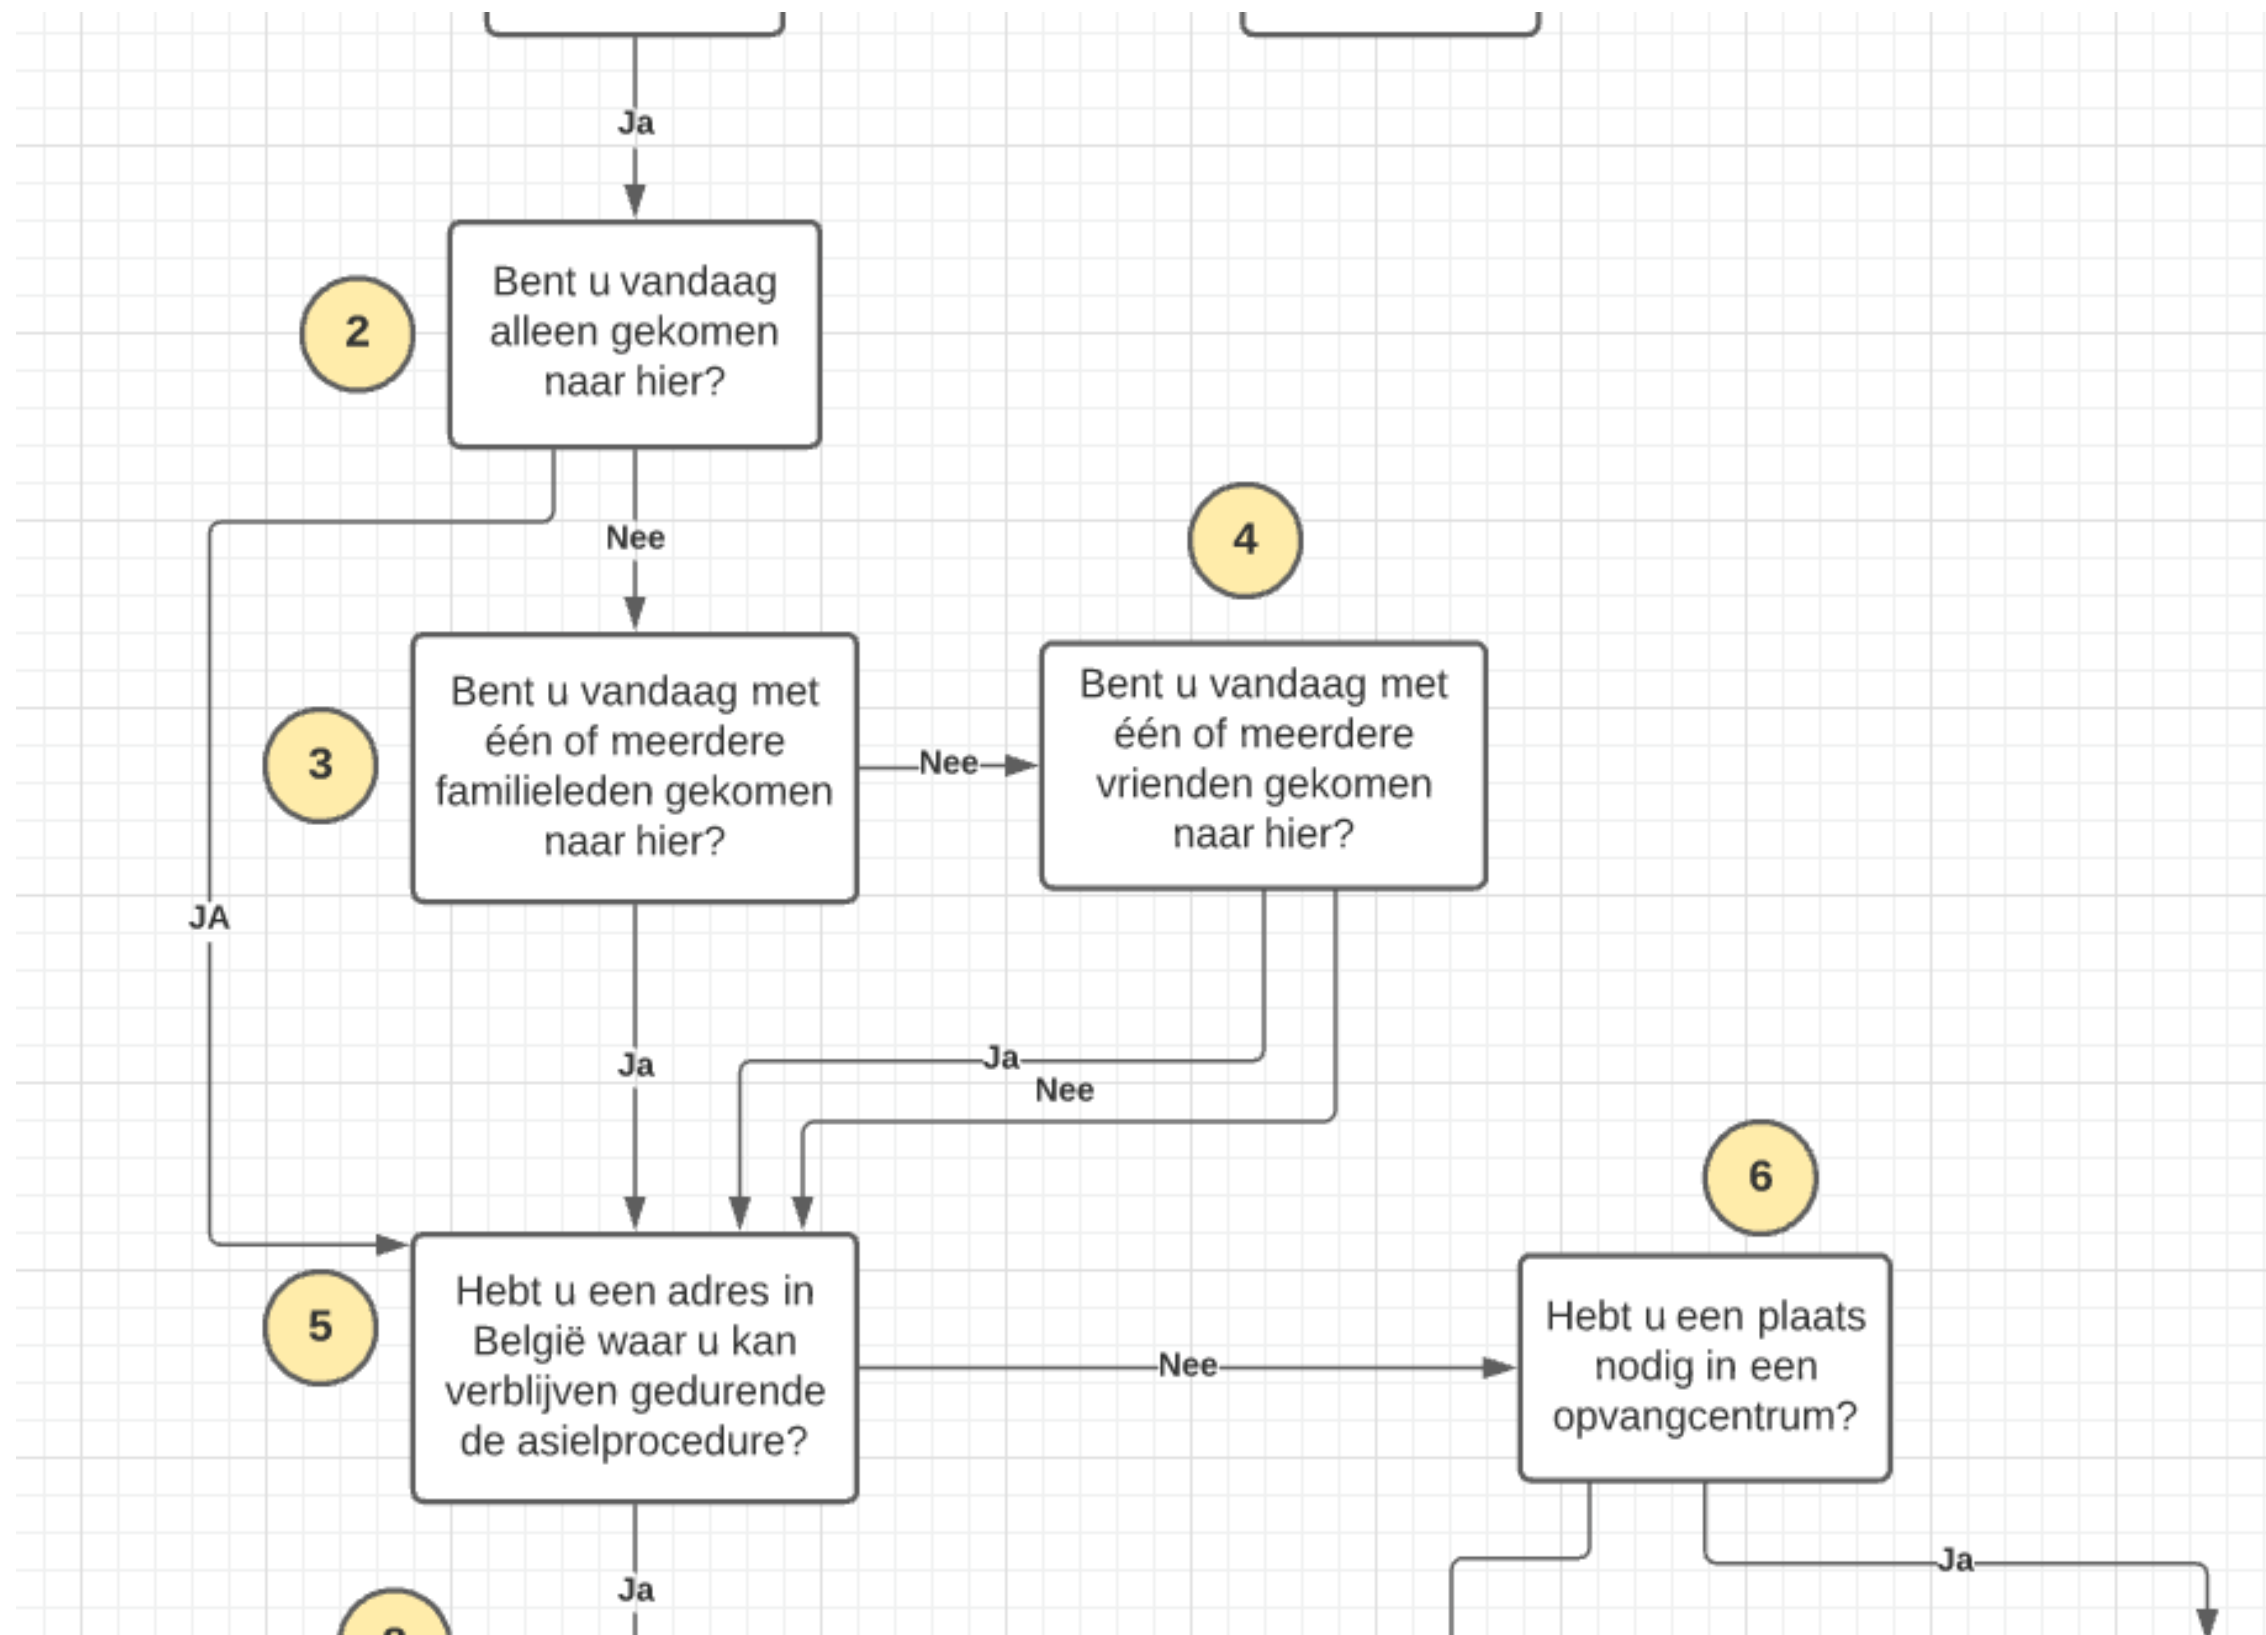 Ja
2
Bent u vandaag
alleen gekomen
naar hier?
Nee
4
3
Bent u vandaag met
één of meerdere
familieleden gekomen
naar hier?
Nee
Bent u vandaag met
één of meerdere
vrienden gekomen
naar hier?
JA
Ja
Ja
Nee
6
5
Hebt u een adres in
België waar u kan
verblijven gedurende
de asielprocedure?
Nee
Hebt u een plaats
nodig in een
opvangcentrum?
Ja
Ja